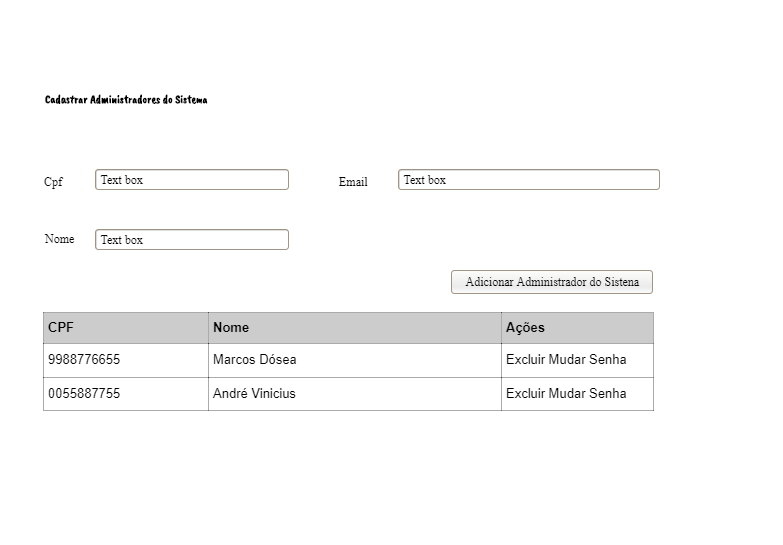 Cadastrar Administradores do Sistema
Cpf Text box Email Text box
Nome Text box
Adicionar Administrador do Sistena
CPF Nome Ações
9988776655 Marcos Dósea Excluir Mudar Senha
0055887755 André Vinicius Excluir Mudar Senha